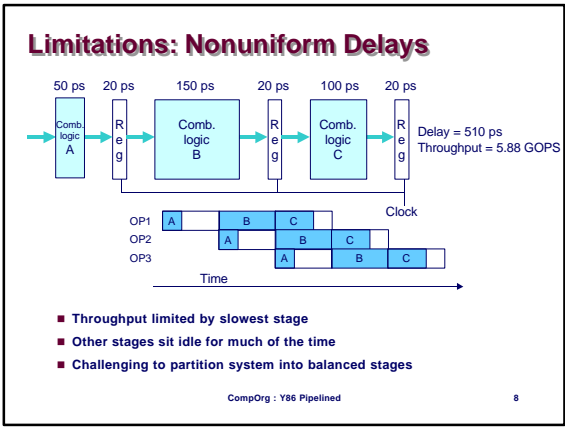 Limitations: Nonuniform Delays
50 ps 20 ps 150 ps 20 ps 100 ps 20 ps
Comb.
logic
A
R
e
g
Comb.
logic
B
R
e
g
Comb.
logic
C
R
e
g
Delay = 510 ps
Throughput = 5.88 GOPS
Clock
OP1 A B C
OP2 A B C
OP3 A B C
Time
■ Throughput limited by slowest stage
■ Other stages sit idle for much of the time
■ Challenging to partition system into balanced stages
CompOrg : Y86 Pipelined 8